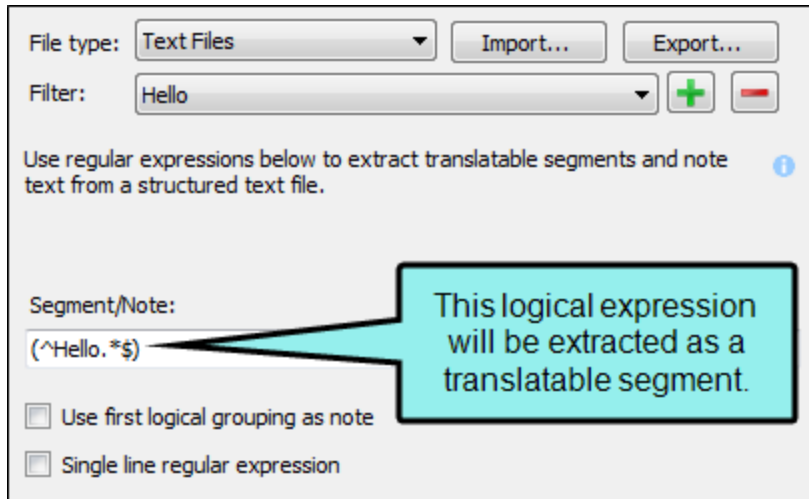 File type: Text Files Import... Export...
Filter: Hello
Use regular expressions below to extract translatable segments and note
text from a structured text file.
Segment/Note:
(^Hello.*$)
This logical expression
will be extracted as a
translatable segment.
Use first logical grouping as note
Single line regular expression